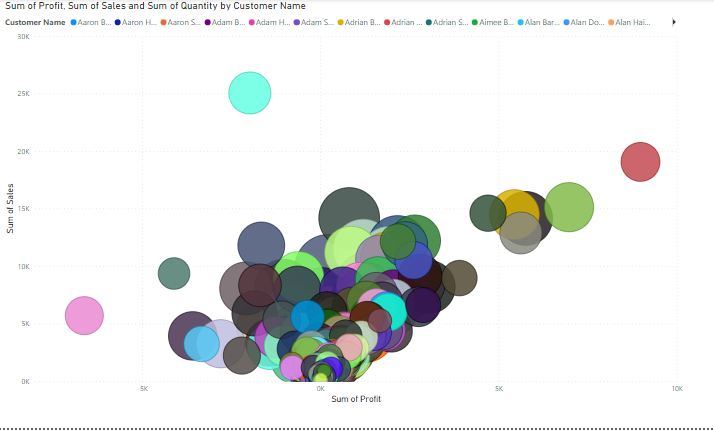 Sum of Profit, Sum of Sales and Sum of Quantity by Customer Name
Customer Name Aaron B... Aaron H... Aaron S... Adam B... Adam H... Adam S... Adrian B... Adrian ... Adrian S... Aimee B... Alan Bar... Alan Do... Alan Hai...
30K
25K
20K
15K
10K
5K
0K
Sum of Sales
5K 0K 5K 10K
Sum of Profit